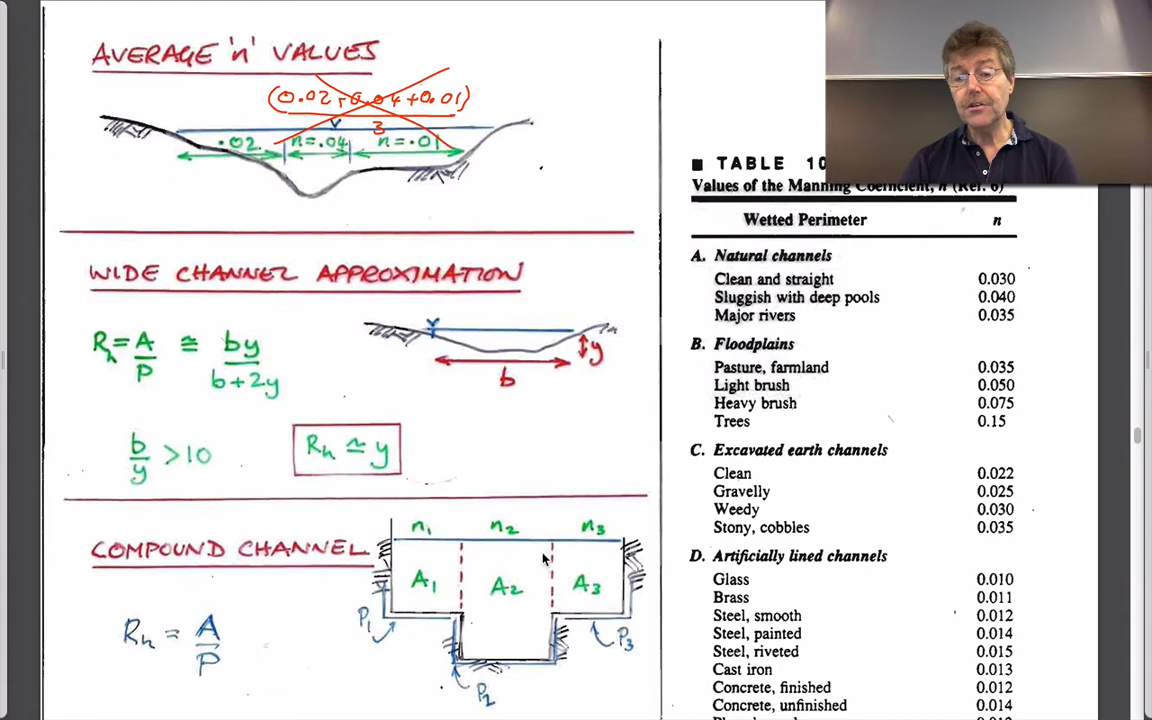 AVERAGE 'n' VALUES
(0.02+0.04+0.01)
3
.02 n=.04 n=.01
WIDE CHANNEL APPROXIMATION
Rh = A/P ≅ by/(b+2y)
y
b
b/y >10
Rh ≅ y
COMPOUND CHANNEL
n1 n2 n3
A1 A2 A3
P1
P2
P3
Rh = A/P
■ TABLE 10
Values of the Manning Coefficient, n (Ref. 6)
Wetted Perimeter n
A. Natural channels
Clean and straight 0.030
Sluggish with deep pools 0.040
Major rivers 0.035
B. Floodplains
Pasture, farmland 0.035
Light brush 0.050
Heavy brush 0.075
Trees 0.15
C. Excavated earth channels
Clean 0.022
Gravelly 0.025
Weedy 0.030
Stony, cobbles 0.035
D. Artificially lined channels
Glass 0.010
Brass 0.011
Steel, smooth 0.012
Steel, painted 0.014
Steel, riveted 0.015
Cast iron 0.013
Concrete, finished 0.012
Concrete, unfinished 0.014